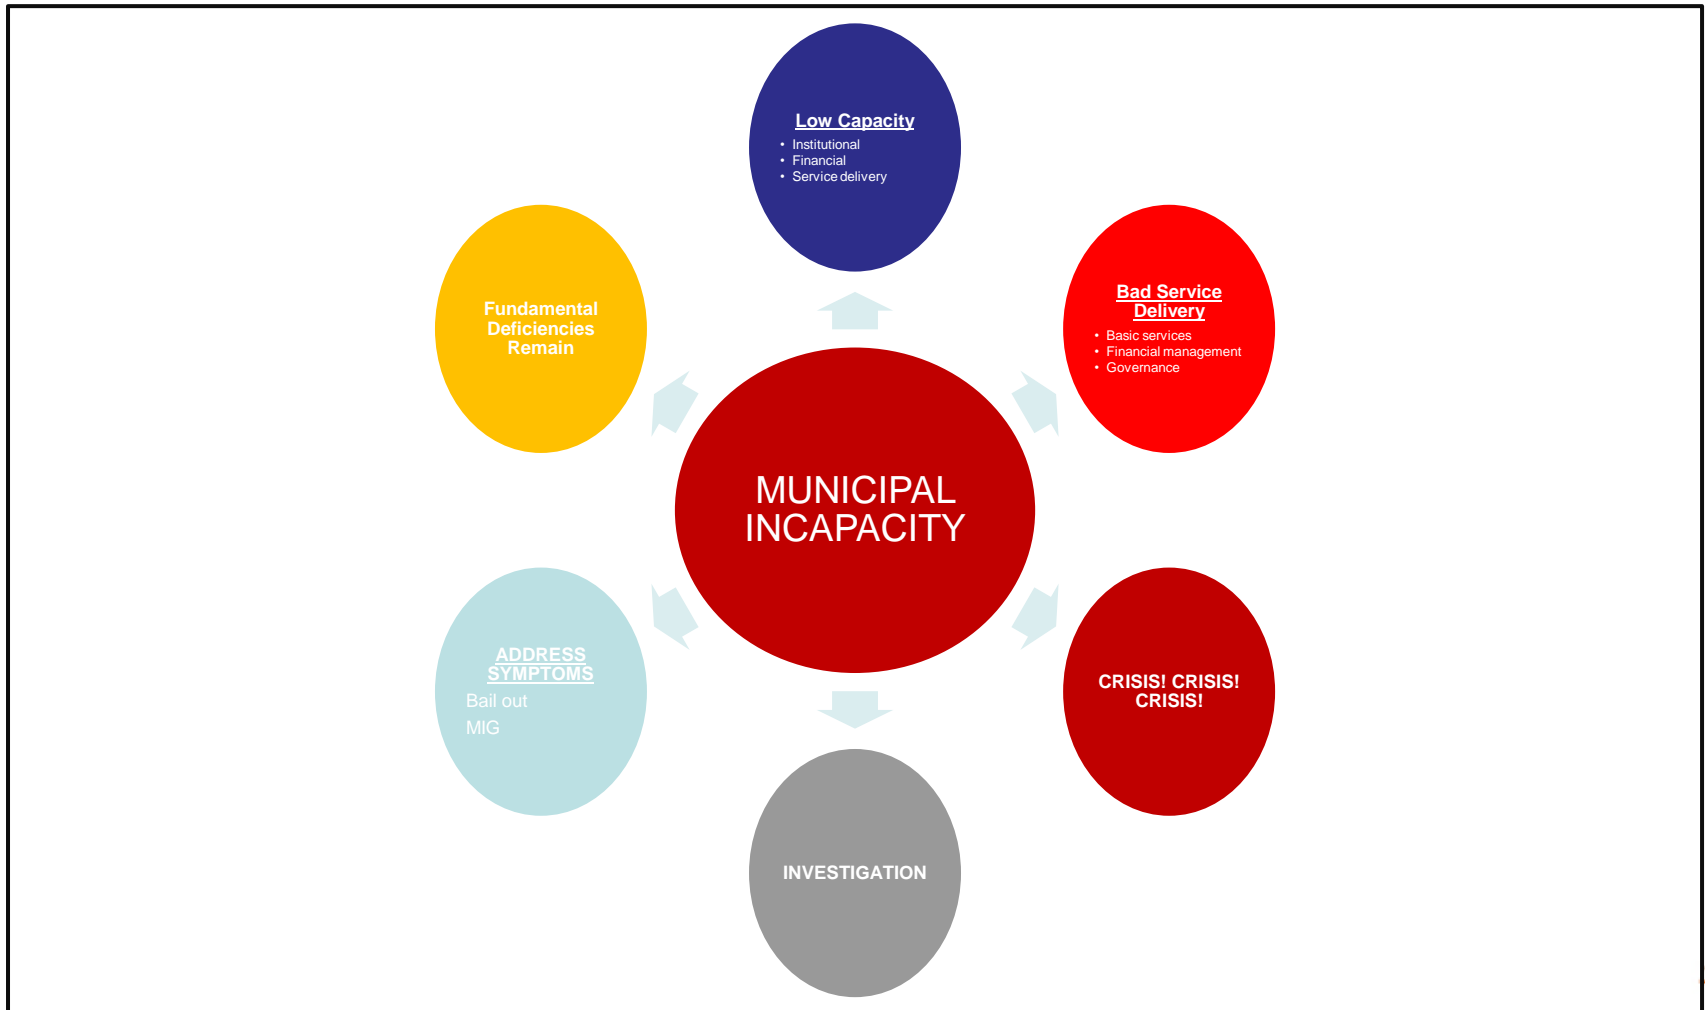 Low Capacity
• Institutional
• Financial
• Service delivery
Bad Service
Delivery
• Basic services
• Financial management
• Governance
Fundamental
Deficiencies
Remain
MUNICIPAL
INCAPACITY
CRISIS! CRISIS!
CRISIS!
ADDRESS
SYMPTOMS
Bail out
MIG
INVESTIGATION